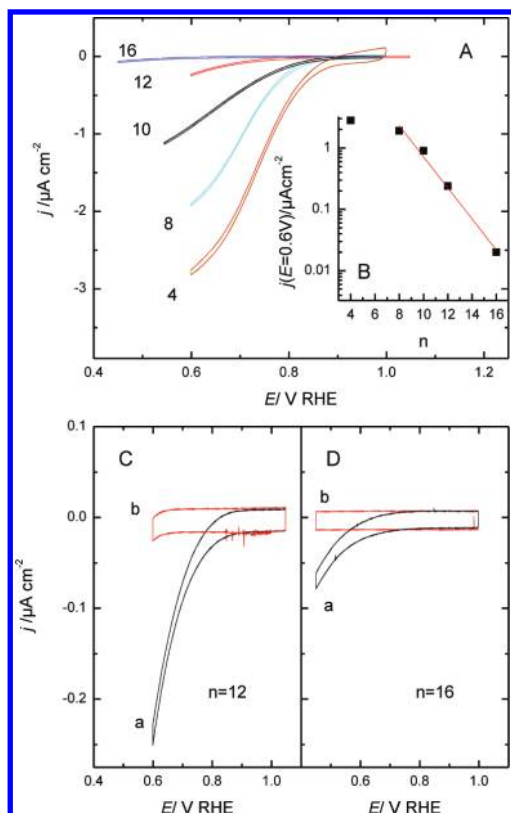 A
16
12
10
8
4
0
-1
-2
-3
j /µA cm-2
0.4 0.6 0.8 1.0 1.2
E/ V RHE
B
j(E=0.6V)/µAcm-2
1
0.1
0.01
4 6 8 10 12 14 16
n
C
b
a
n=12
0.1
0.0
-0.1
-0.2
j /µA cm-2
0.6 0.8 1.0
E/ V RHE
D
b
a
n=16
0.6 0.8 1.0
E/ V RHE